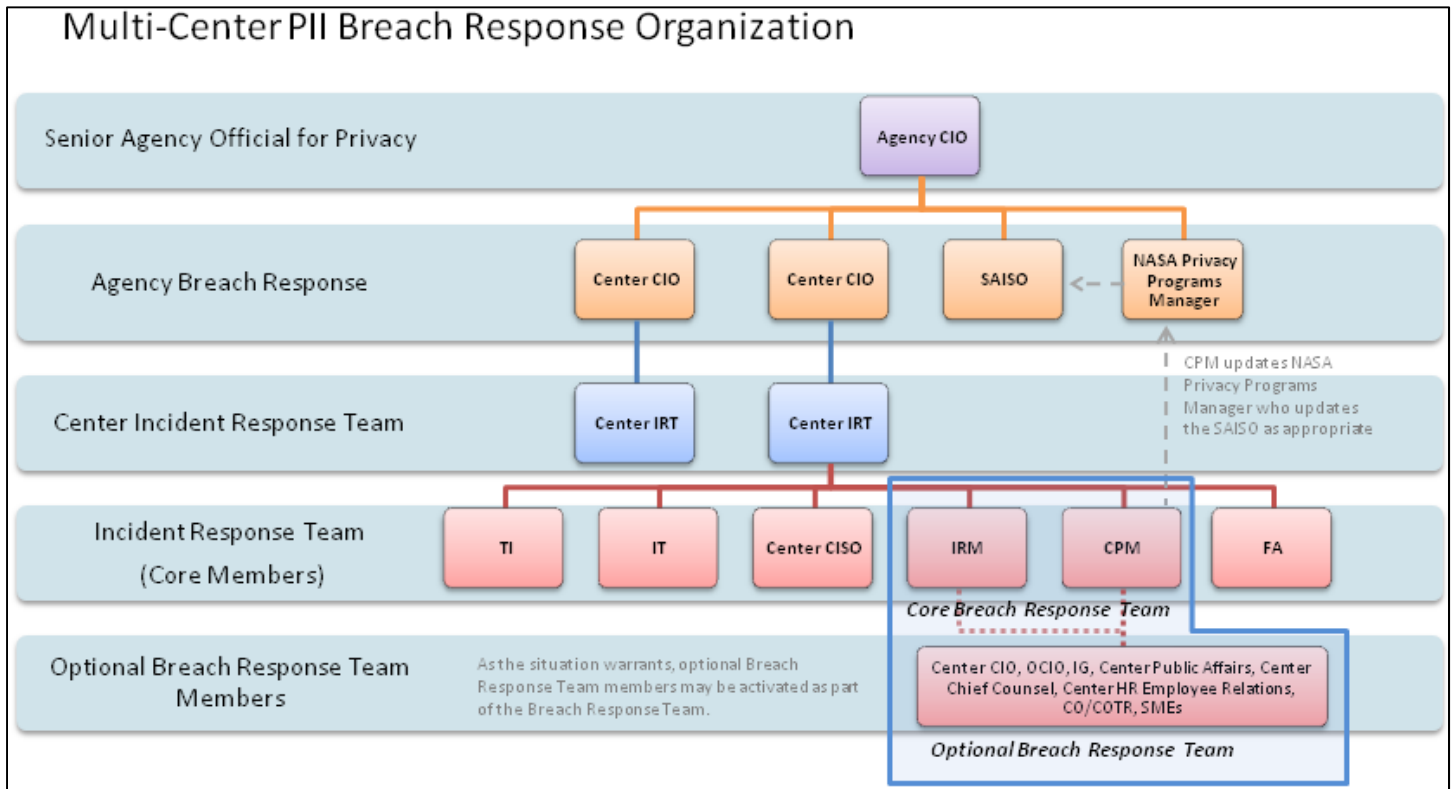 Multi-Center PII Breach Response Organization
Senior Agency Official for Privacy
Agency CIO
Agency Breach Response
Center CIO
Center CIO
SAISO
NASA Privacy
Programs
Manager
CPM updates NASA
Privacy Programs
Manager who updates
the SAISO as appropriate
Center Incident Response Team
Center IRT
Center IRT
Incident Response Team
(Core Members)
TI
IT
Center CISO
IRM
CPM
FA
Core Breach Response Team
Optional Breach Response Team
Members
As the situation warrants, optional Breach
Response Team members may be activated as part
of the Breach Response Team.
Center CIO, OCIO, IG, Center Public Affairs, Center
Chief Counsel, Center HR Employee Relations,
CO/COTR, SMEs
Optional Breach Response Team